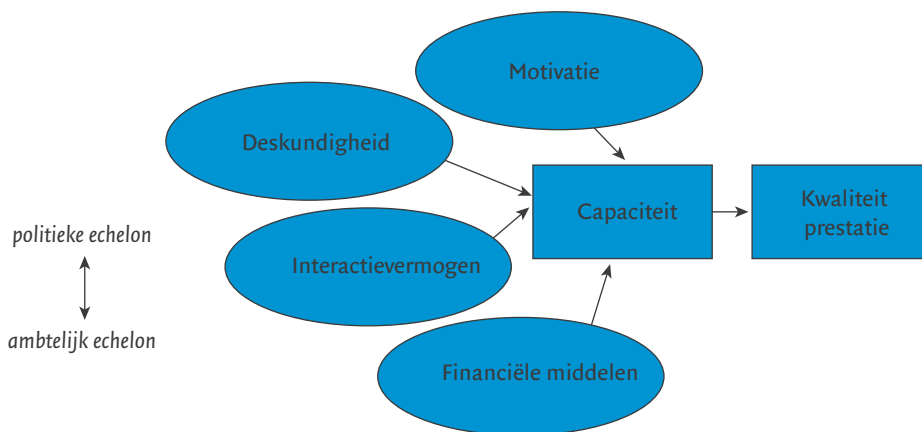 Motivatie
Deskundigheid
Capaciteit
Kwaliteit
prestatie
politieke echelon
Interactievermogen
ambtelijk echelon
Financiële middelen